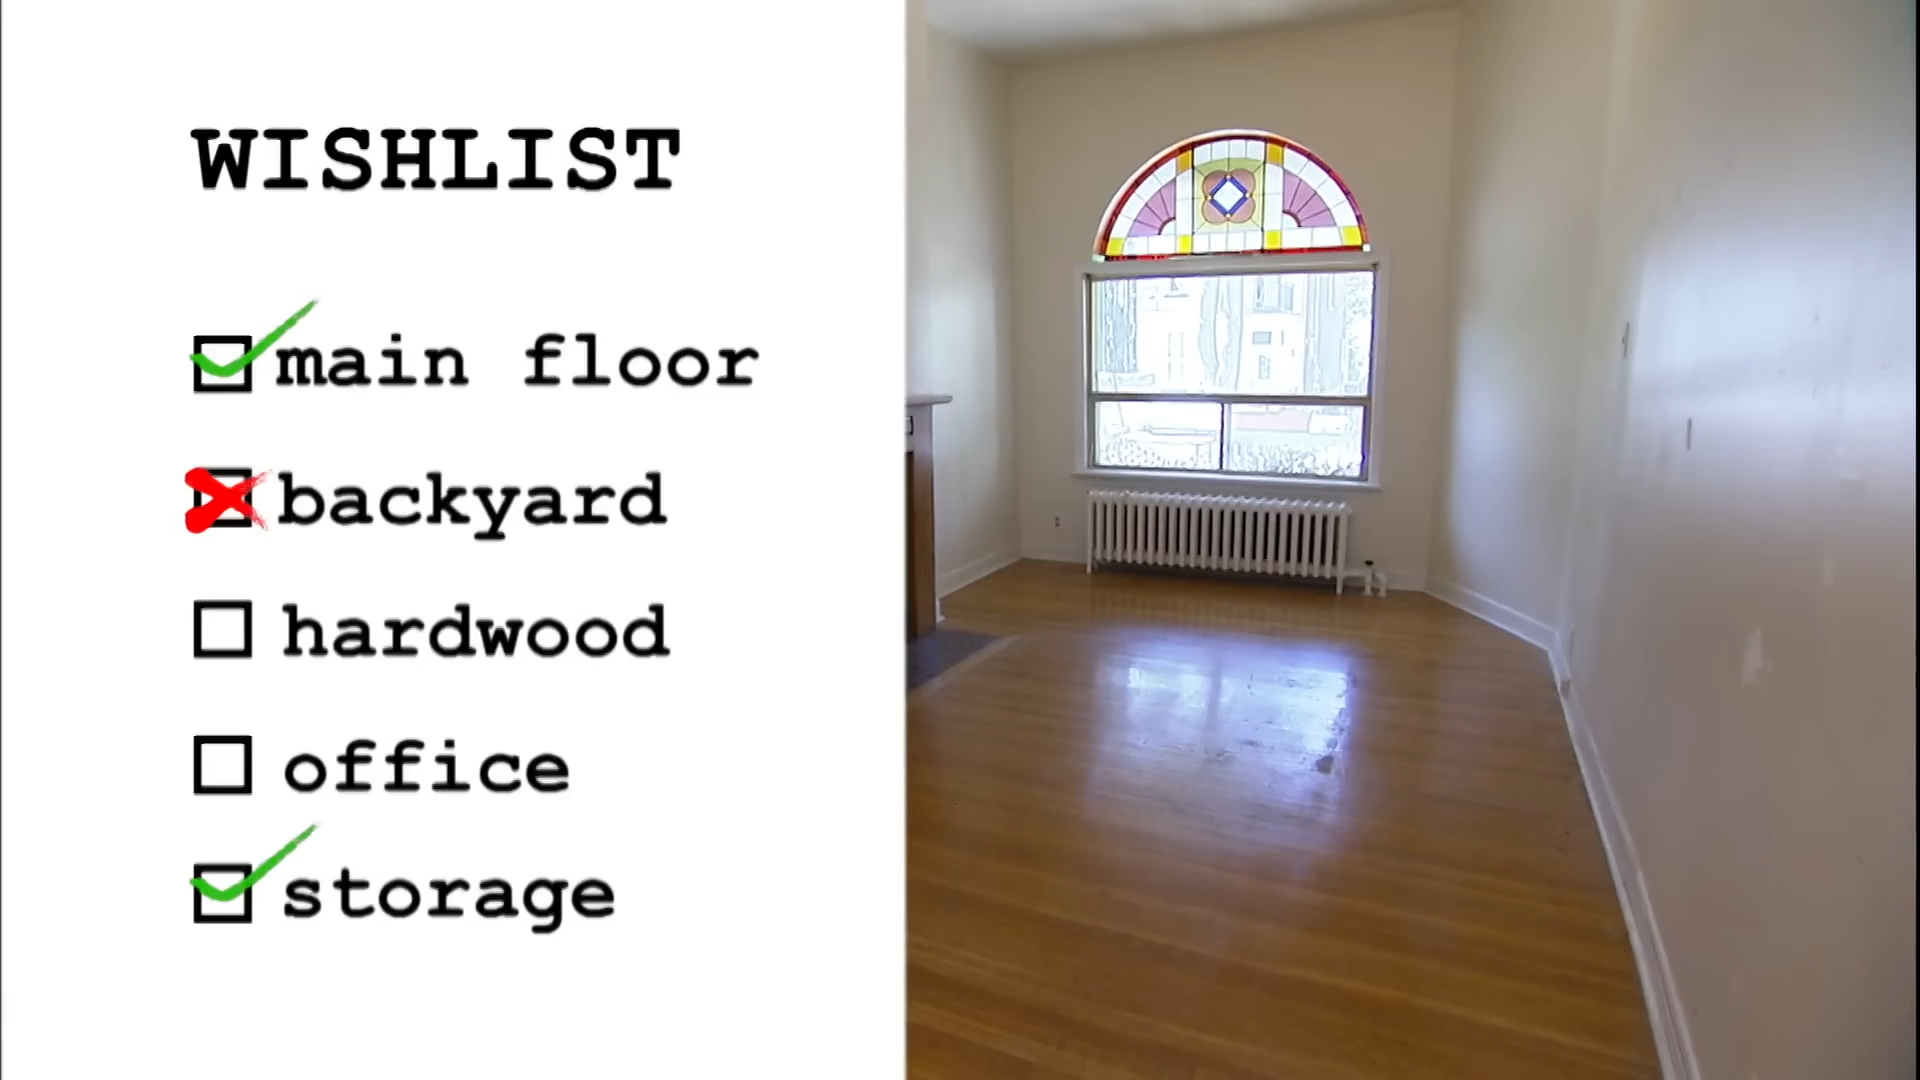 WISHLIST
main floor
backyard
hardwood
office
storage